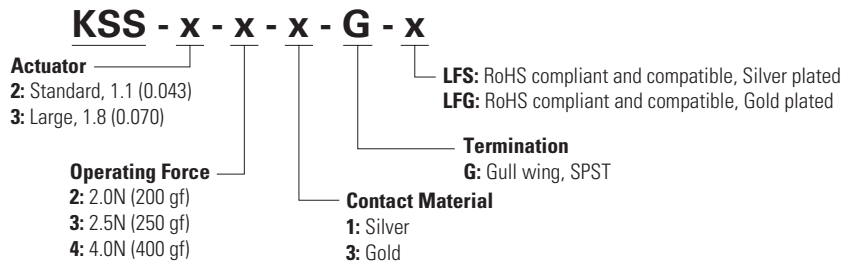 KSS - x - x - x - G - x
Actuator
2: Standard, 1.1 (0.043)
3: Large, 1.8 (0.070)
LFS: RoHS compliant and compatible, Silver plated
LFG: RoHS compliant and compatible, Gold plated
Termination
G: Gull wing, SPST
Operating Force
2: 2.0N (200 gf)
3: 2.5N (250 gf)
4: 4.0N (400 gf)
Contact Material
1: Silver
3: Gold